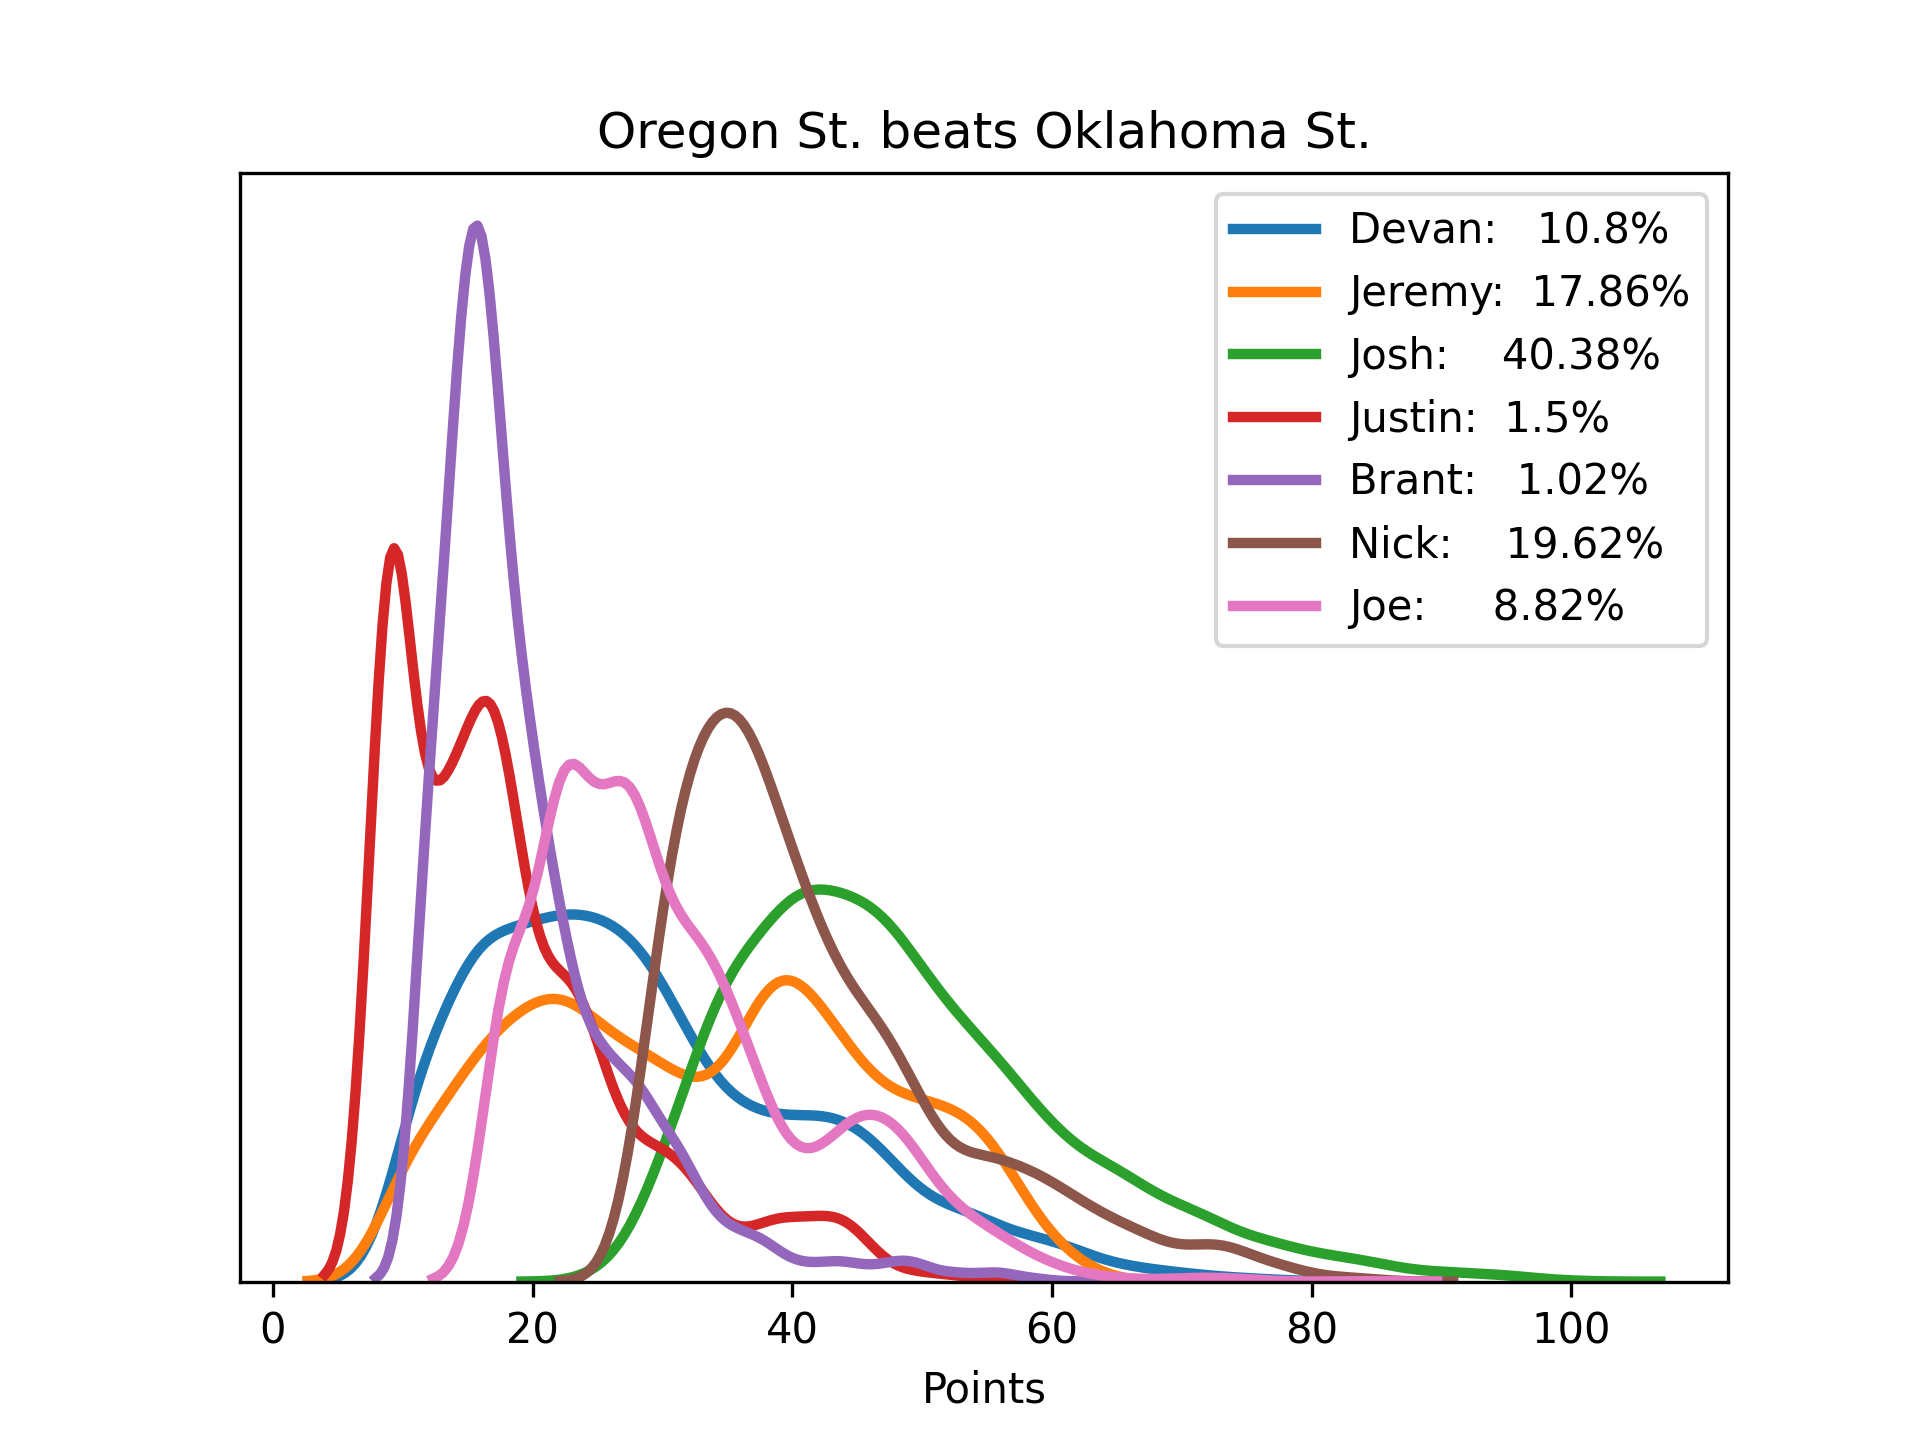 Oregon St. beats Oklahoma St.
Devan: 10.8%
Jeremy: 17.86%
Josh: 40.38%
Justin: 1.5%
Brant: 1.02%
Nick: 19.62%
Joe: 8.82%
0 20 40 60 80 100
Points